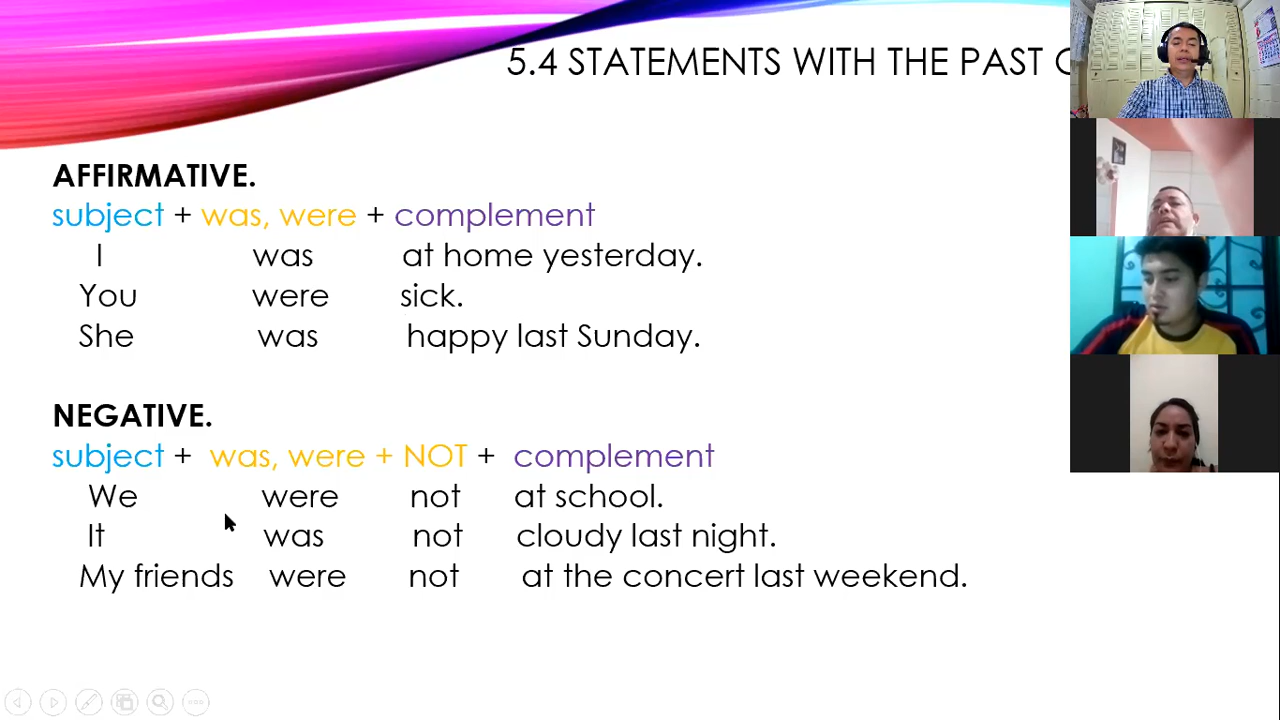 5.4 STATEMENTS WITH THE PAST
AFFIRMATIVE.
subject + was, were + complement
I was at home yesterday.
You were sick.
She was happy last Sunday.
NEGATIVE.
subject + was, were + NOT + complement
We were not at school.
It was not cloudy last night.
My friends were not at the concert last weekend.